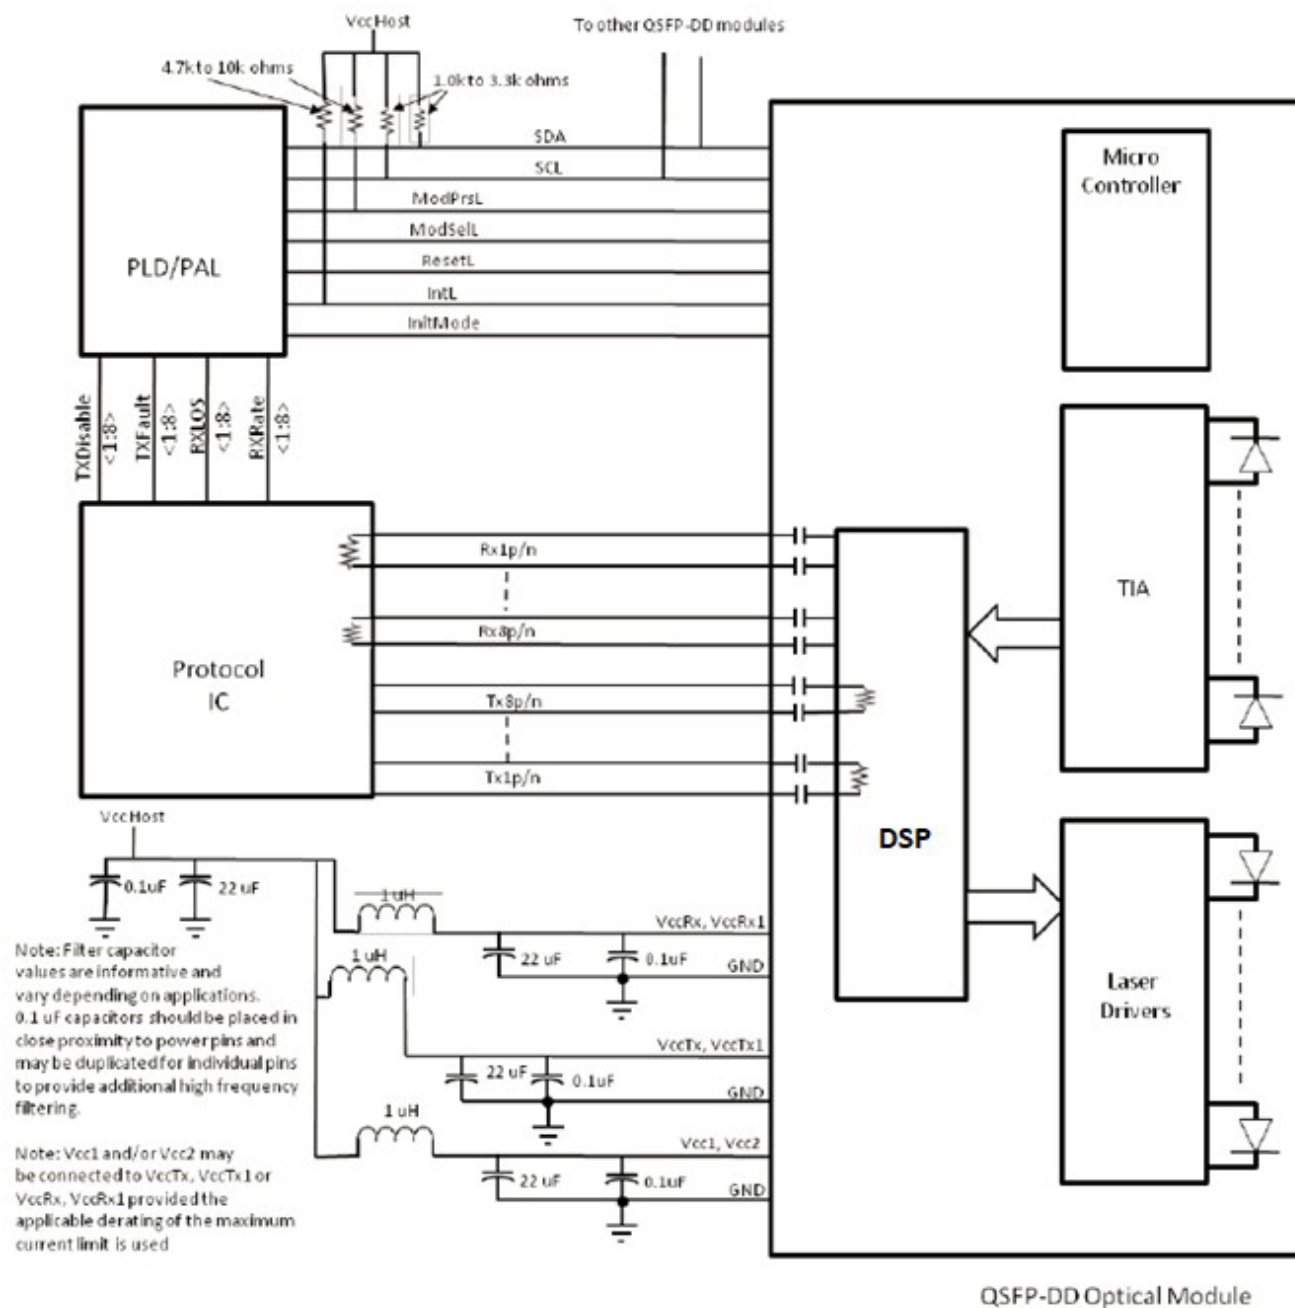 VccHost
To other QSFP-DD modules
4.7k to 10k ohms
1.0k to 3.3k ohms
SDA
SCL
ModPrsL
ModSelL
ResetL
IntL
InitMode
PLD/PAL
Micro
Controller
TXDisable
<1:8>
TXFault
<1:8>
RXLOS
<1:8>
RXRate
<1:8>
Rx1p/n
Rx8p/n
Tx8p/n
Tx1p/n
Protocol
IC
TIA
DSP
Laser
Drivers
VccHost
0.1uF
22 uF
1 uH
VccRx, VccRx1
22 uF
0.1uF
GND
1 uH
VccTx, VccTx1
22 uF
0.1uF
GND
1 uH
Vcc1, Vcc2
22 uF
0.1uF
GND
Note: Filter capacitor
values are informative and
vary depending on applications.
0.1 uF capacitors should be placed in
close proximity to power pins and
may be duplicated for individual pins
to provide additional high frequency
filtering.
Note: Vcc1 and/or Vcc2 may
be connected to VccTx, VccTx1 or
VccRx, VccRx1 provided the
applicable derating of the maximum
current limit is used
QSFP-DD Optical Module